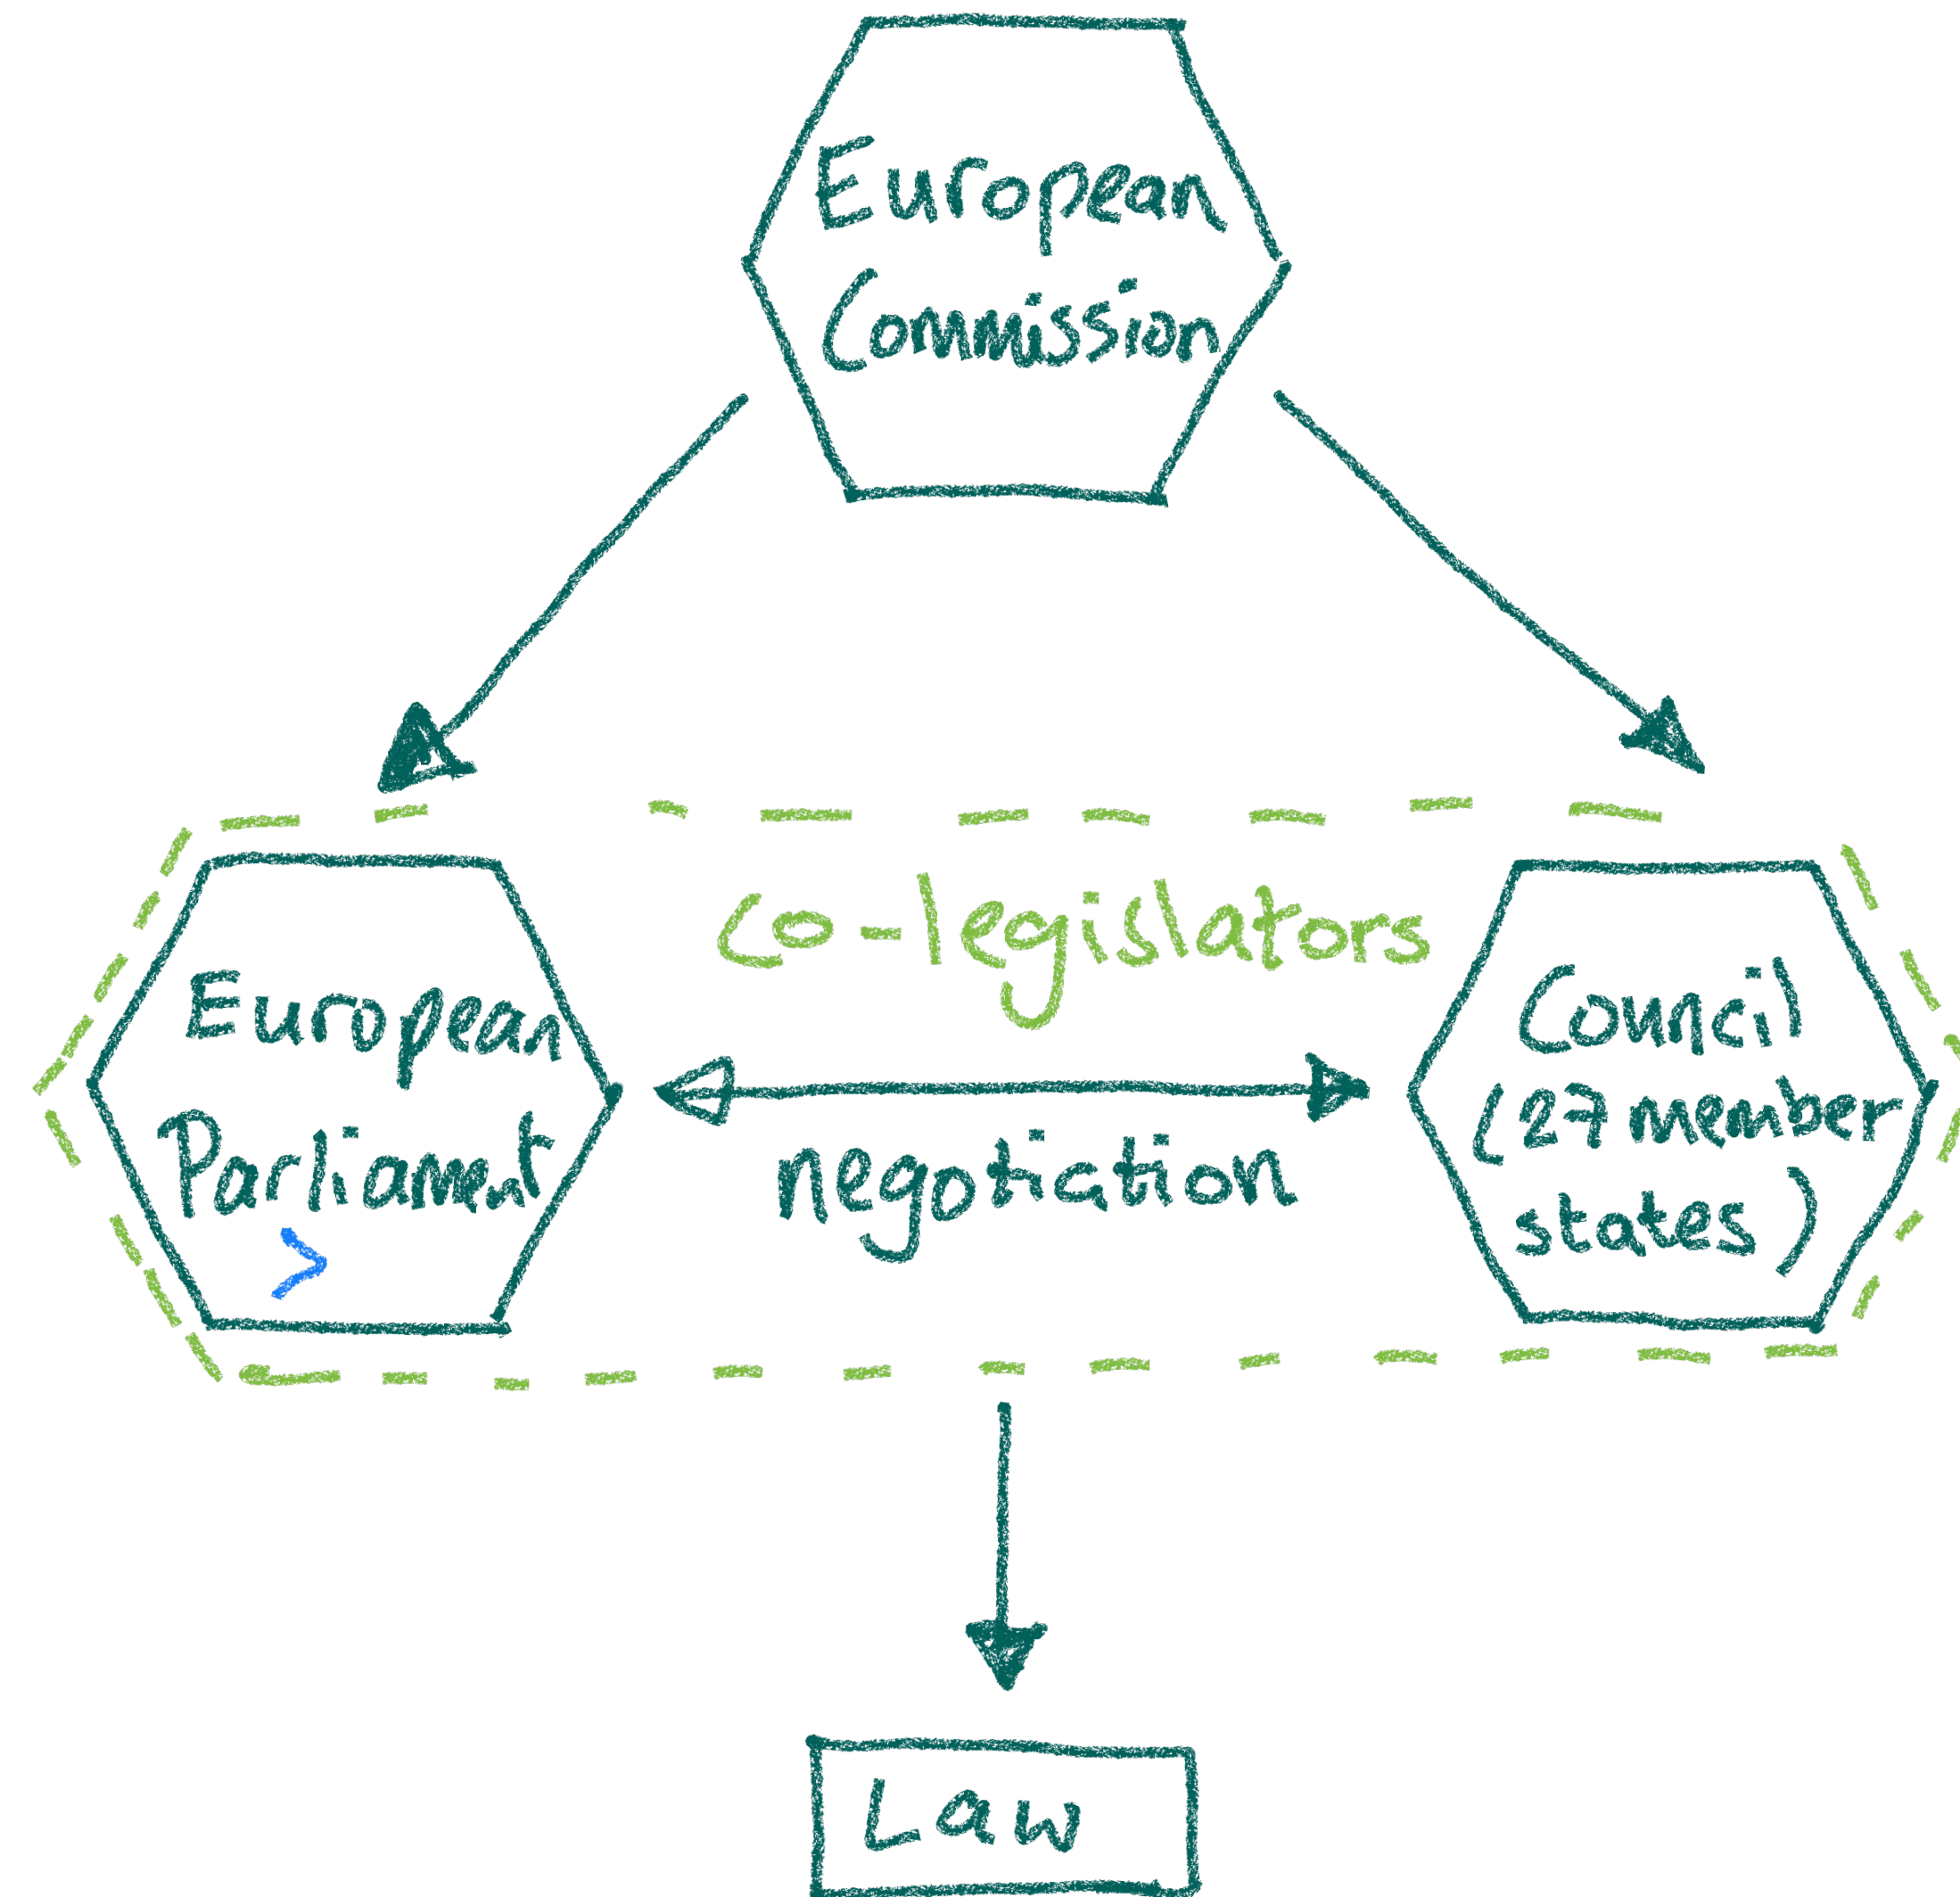 European
Commission
co-legislators
European
Parliament
>
negotiation
Council
(27 member
states)
Law